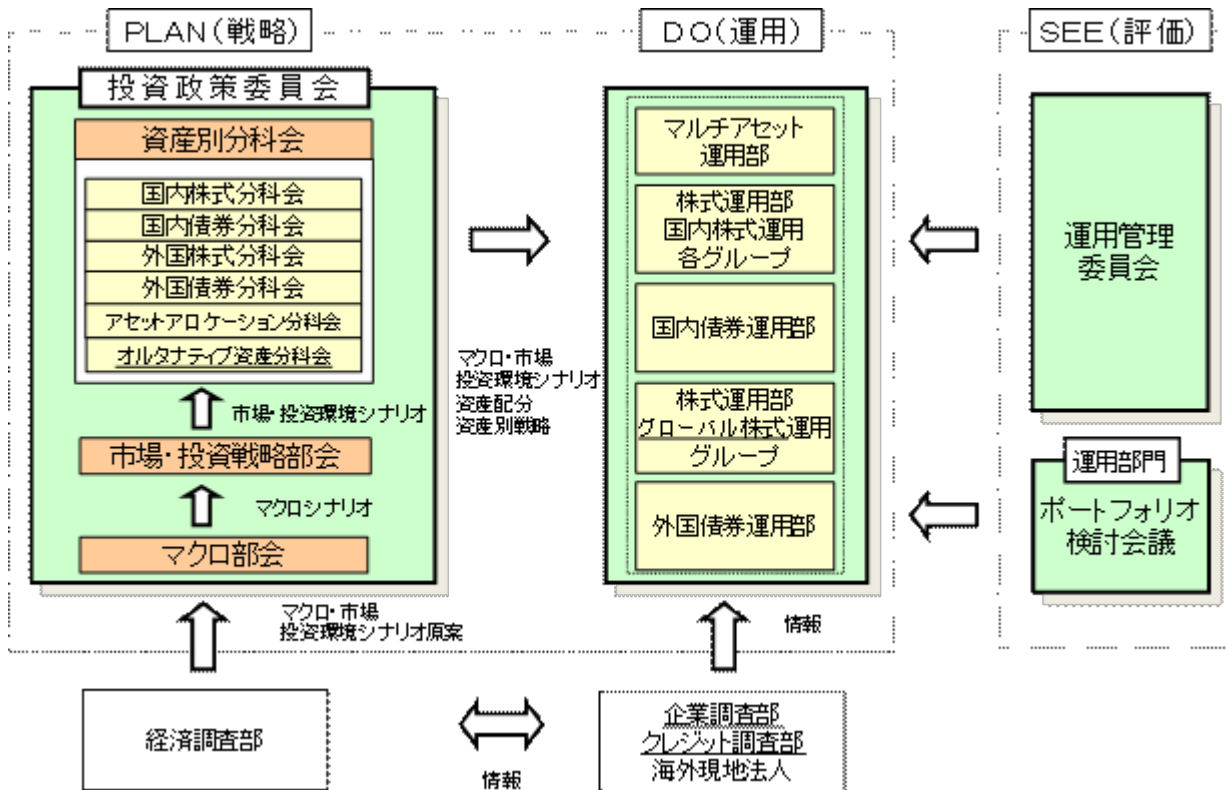 PLAN(戦略)
投資政策委員会
資産別分科会
国内株式分科会
国内債券分科会
外国株式分科会
外国債券分科会
アセットアロケーション分科会
オルタナティブ資産分科会
市場・投資環境シナリオ
市場・投資戦略部会
マクロシナリオ
マクロ部会
マクロ・市場
投資環境シナリオ原案
経済調査部
マクロ・市場
投資環境シナリオ
資産配分
資産別戦略
情報
DO(運用)
マルチアセット
運用部
株式運用部
国内株式運用
各グループ
国内債券運用部
株式運用部
グローバル株式運用
グループ
外国債券運用部
情報
企業調査部
クレジット調査部
海外現地法人
SEE(評価)
運用管理
委員会
運用部門
ポートフォリオ
検討会議